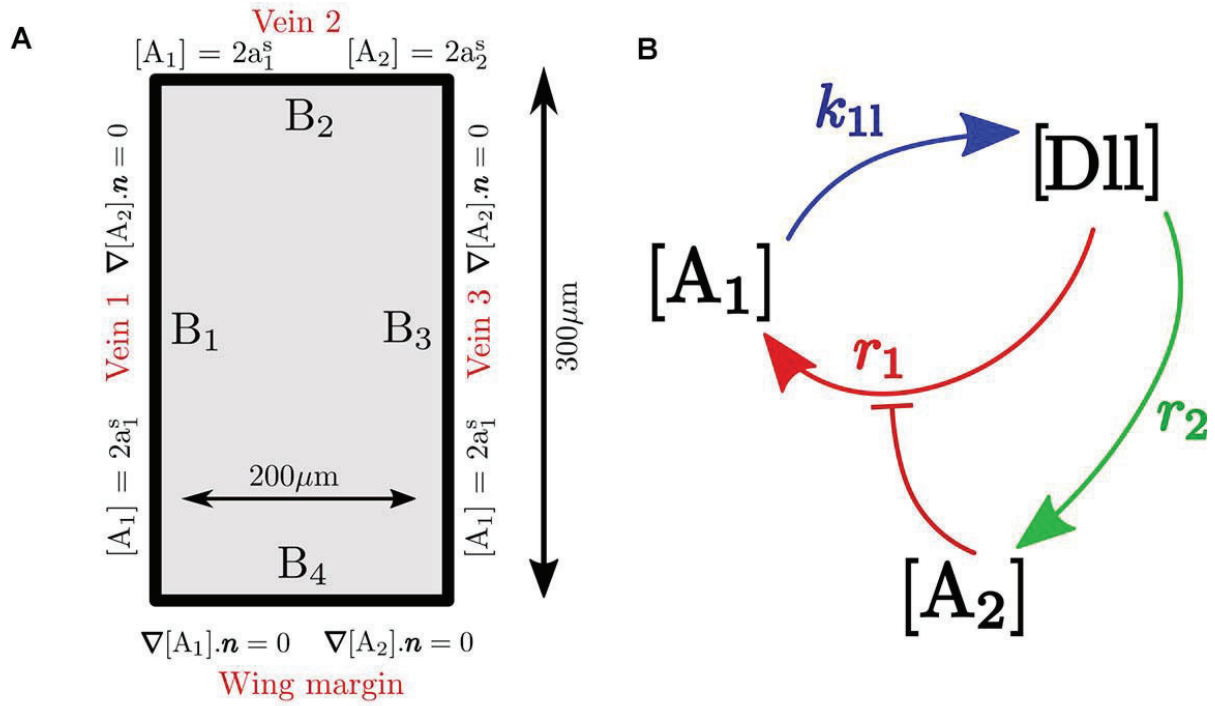 A
Vein 2
[A₁] = 2a₁ˢ [A₂] = 2a₂ˢ
B₂
Vein 1
∇[A₂].n = 0
[A₁] = 2a₁ˢ
B₁
B₃
Vein 3
∇[A₂].n = 0
[A₁] = 2a₁ˢ
300μm
200μm
B₄
∇[A₁].n = 0 ∇[A₂].n = 0
Wing margin
B
k₁ₗ
[Dll]
[A₁]
r₁
r₂
[A₂]